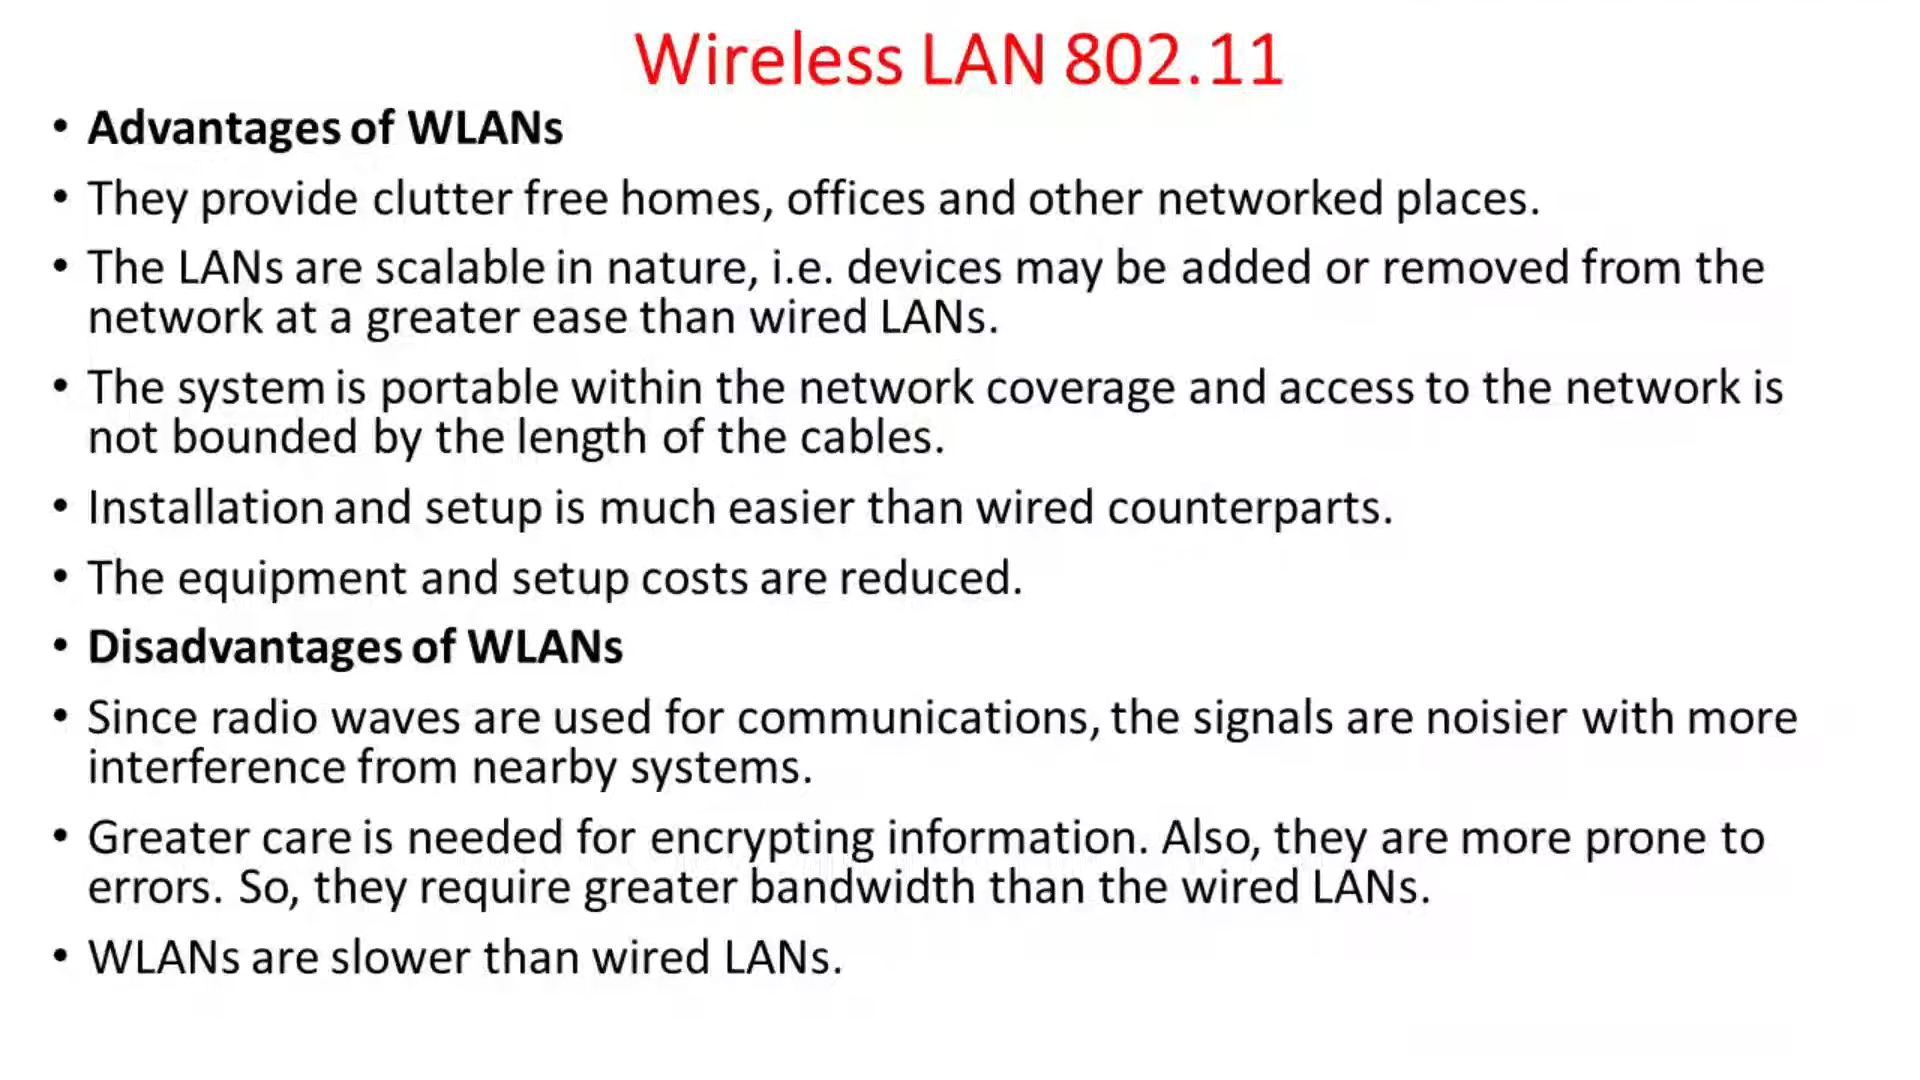 Wireless LAN 802.11
• Advantages of WLANs
• They provide clutter free homes, offices and other networked places.
• The LANs are scalable in nature, i.e. devices may be added or removed from the
network at a greater ease than wired LANs.
• The system is portable within the network coverage and access to the network is
not bounded by the length of the cables.
• Installation and setup is much easier than wired counterparts.
• The equipment and setup costs are reduced.
• Disadvantages of WLANs
• Since radio waves are used for communications, the signals are noisier with more
interference from nearby systems.
• Greater care is needed for encrypting information. Also, they are more prone to
errors. So, they require greater bandwidth than the wired LANs.
• WLANs are slower than wired LANs.